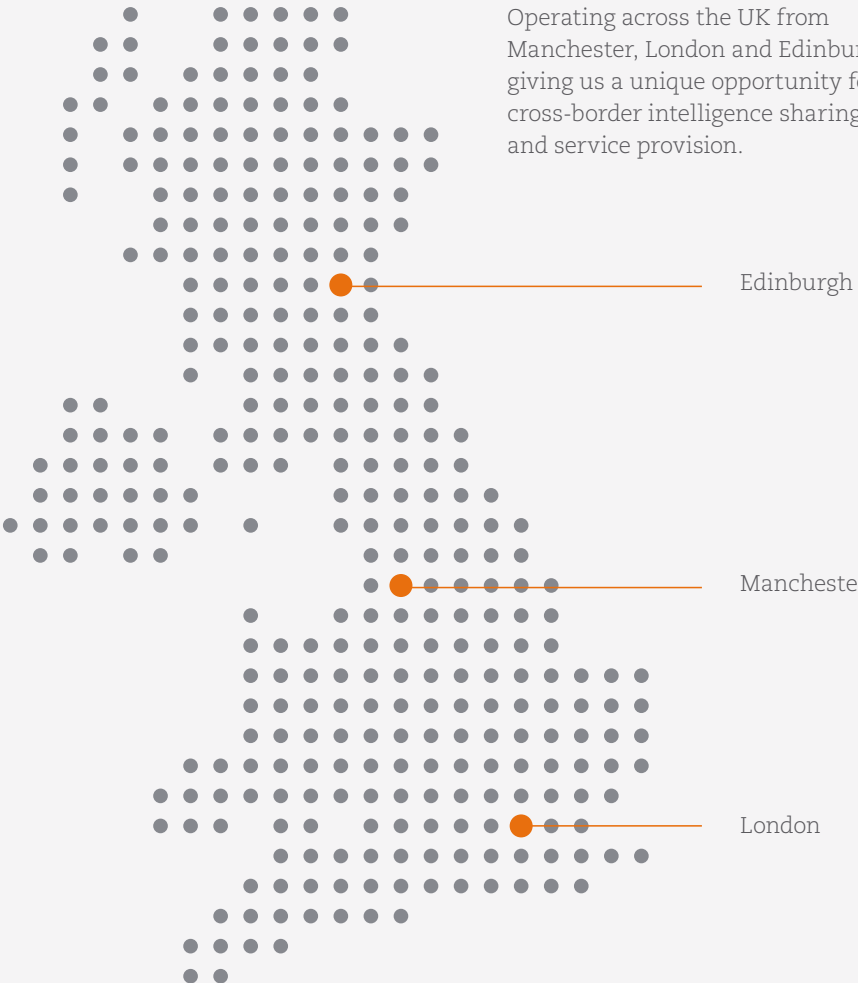 Operating across the UK from
Manchester, London and Edinbur
giving us a unique opportunity f
cross-border intelligence sharing
and service provision.
Edinburgh
Mancheste
London